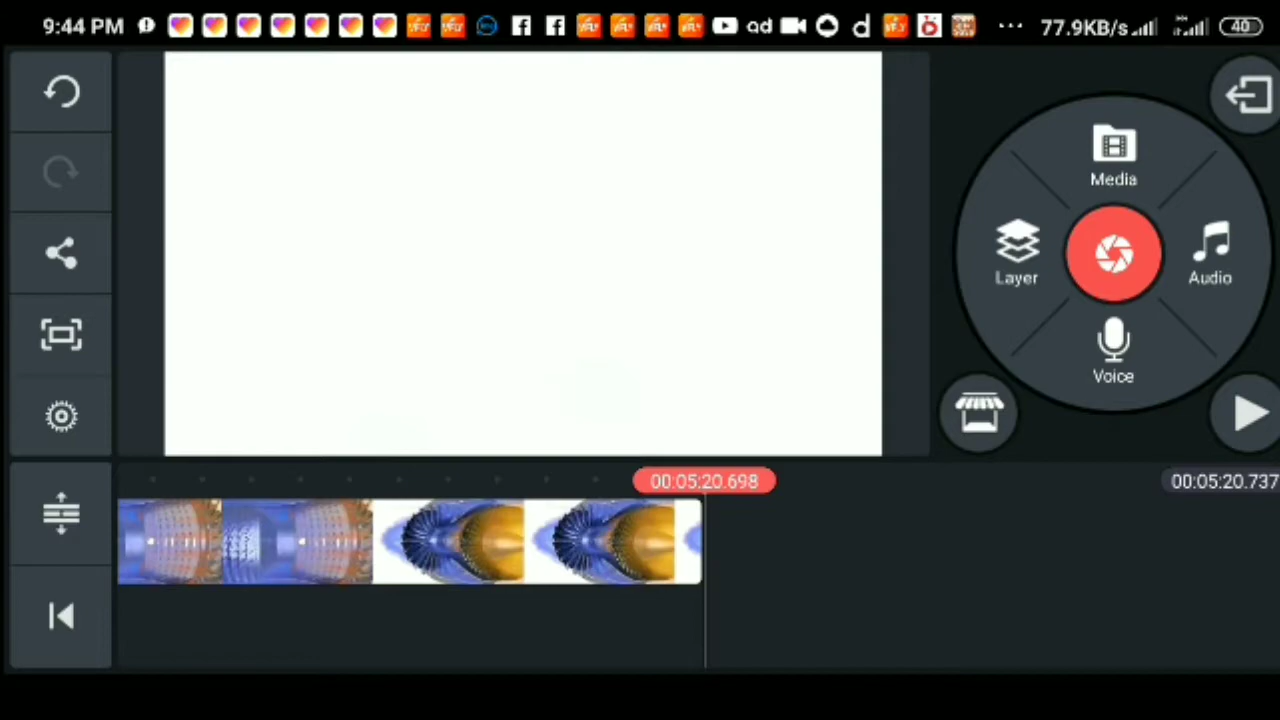 9:44 PM 77.9KB/s 40
Media
Layer
Audio
Voice
00:05:20.698
00:05:20.737